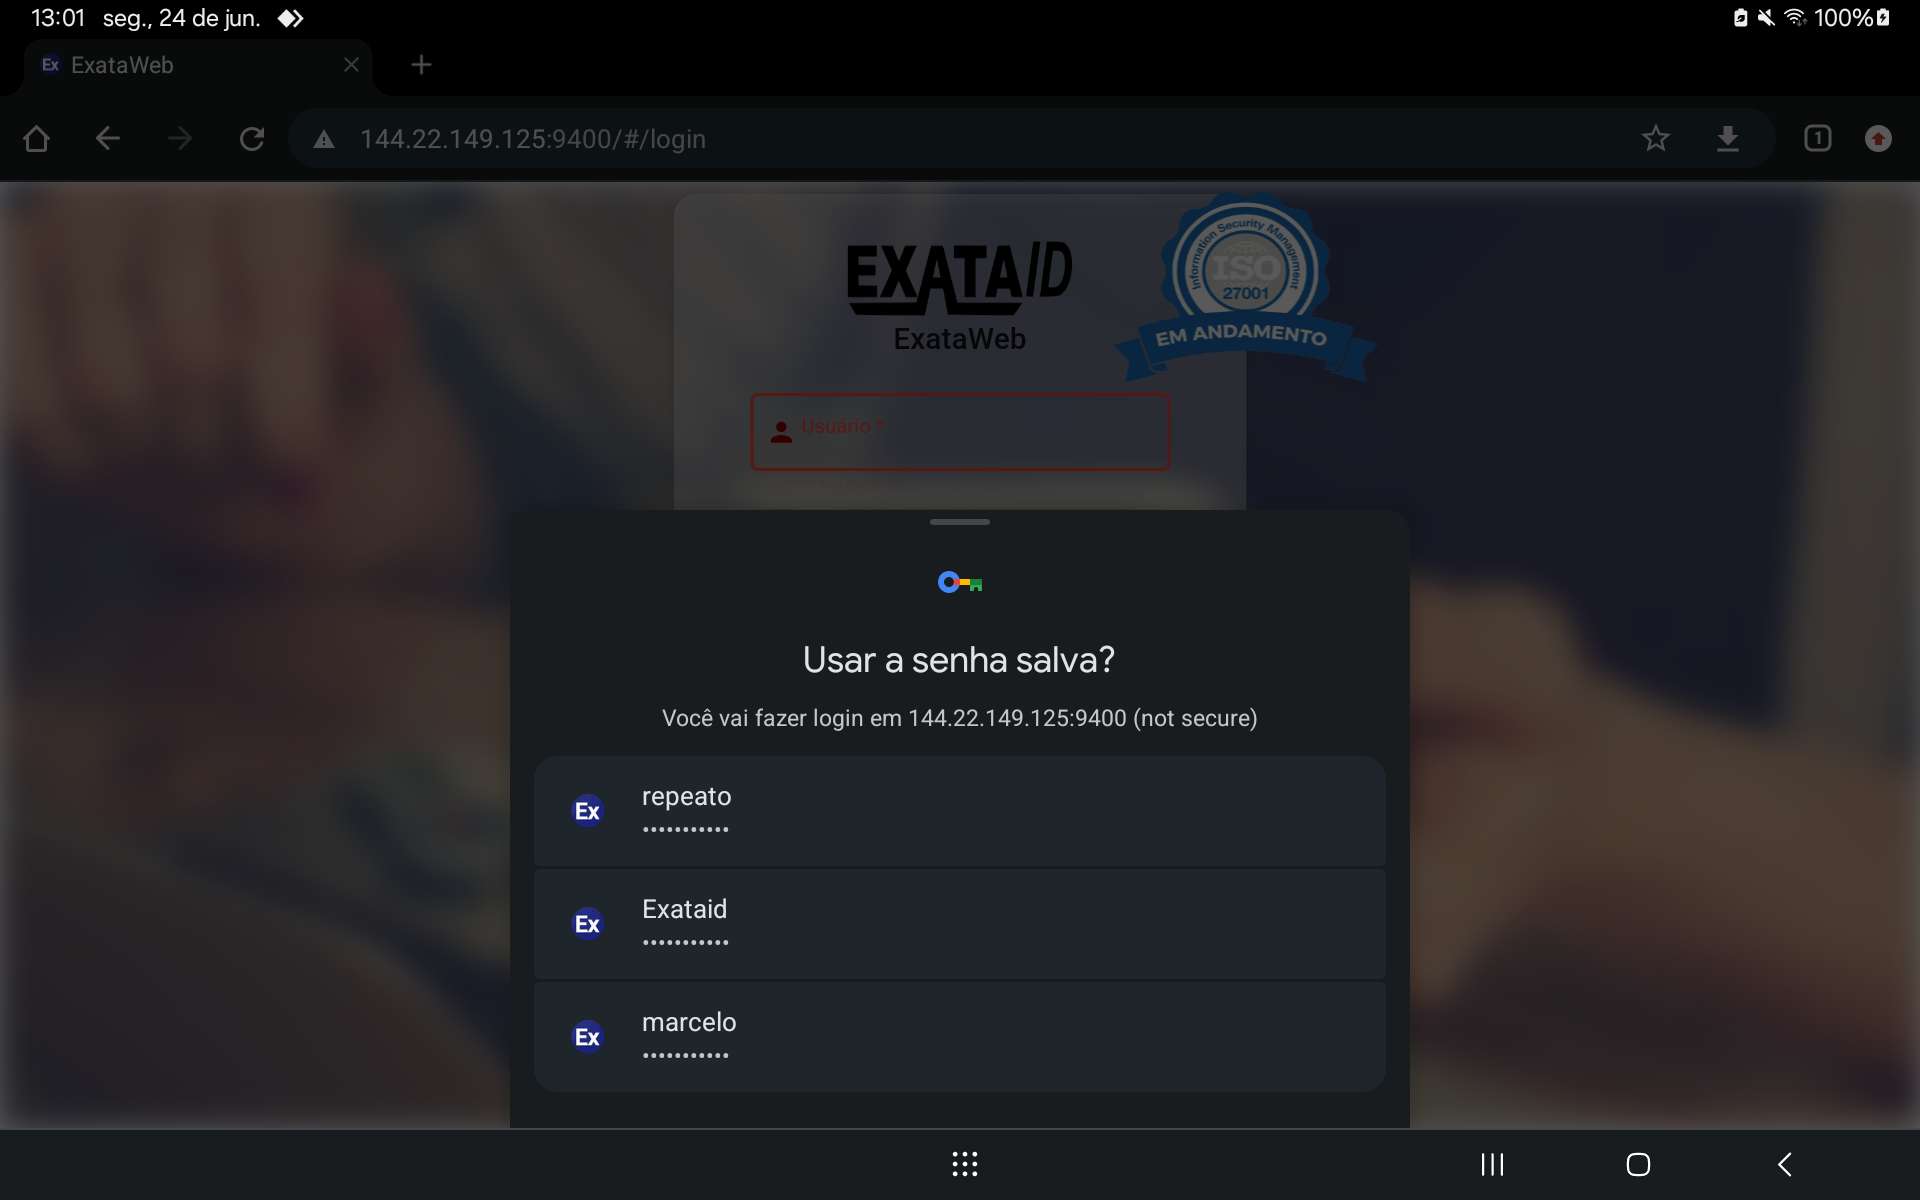 13:01 seg., 24 de jun. 100%
Ex ExataWeb
144.22.149.125:9400/#/login 1
Information Security Management
ISO
27001
EM ANDAMENTO
EXATAID
ExataWeb
Usuário *
Usar a senha salva?
Você vai fazer login em 144.22.149.125:9400 (not secure)
Ex repeato
•••••••••••
Ex Exataid
•••••••••••
Ex marcelo
•••••••••••